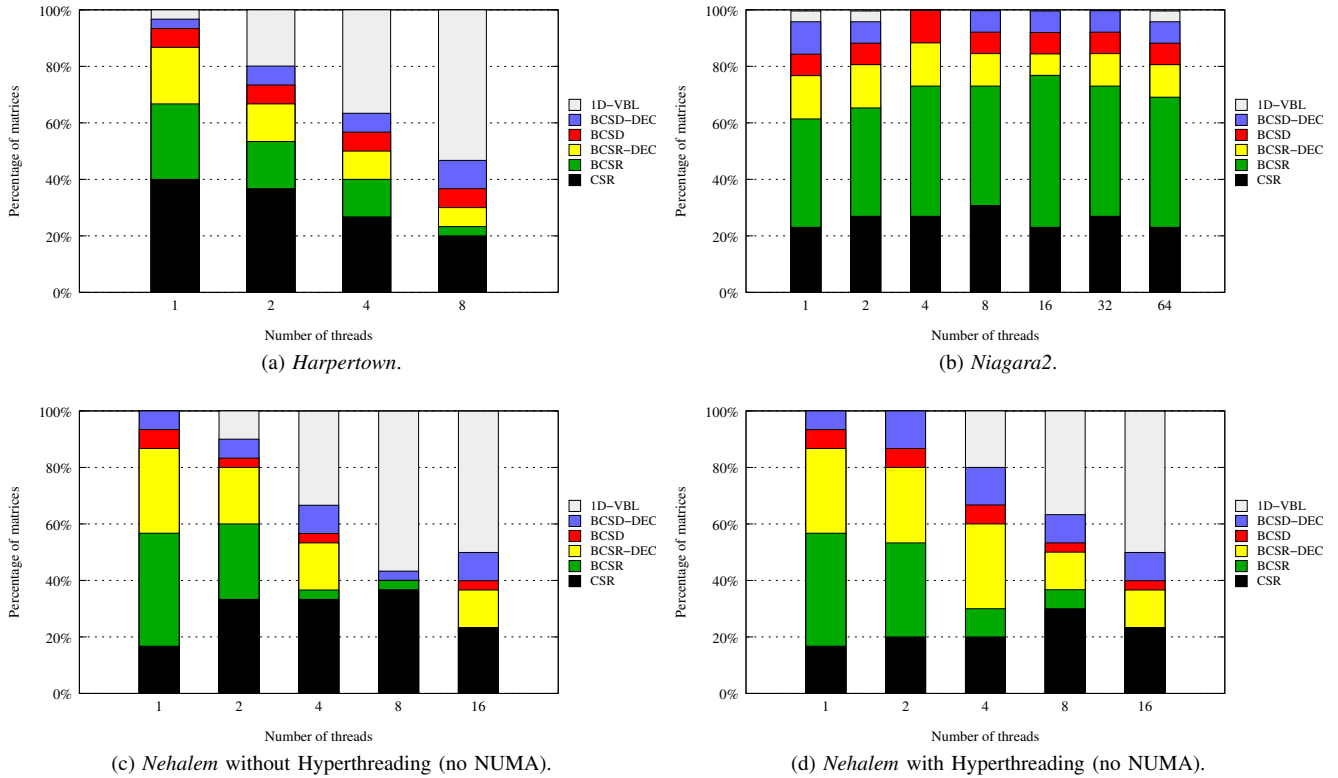 100%
80%
60%
40%
20%
0%
Percentage of matrices
1 2 4 8
Number of threads
1D-VBL
BCSD-DEC
BCSD
BCSR-DEC
BCSR
CSR
(a) Harpertown.
100%
80%
60%
40%
20%
0%
Percentage of matrices
1 2 4 8 16 32 64
Number of threads
1D-VBL
BCSD-DEC
BCSD
BCSR-DEC
BCSR
CSR
(b) Niagara2.
100%
80%
60%
40%
20%
0%
Percentage of matrices
1 2 4 8 16
Number of threads
1D-VBL
BCSD-DEC
BCSD
BCSR-DEC
BCSR
CSR
(c) Nehalem without Hyperthreading (no NUMA).
100%
80%
60%
40%
20%
0%
Percentage of matrices
1 2 4 8 16
Number of threads
1D-VBL
BCSD-DEC
BCSD
BCSR-DEC
BCSR
CSR
(d) Nehalem with Hyperthreading (no NUMA).